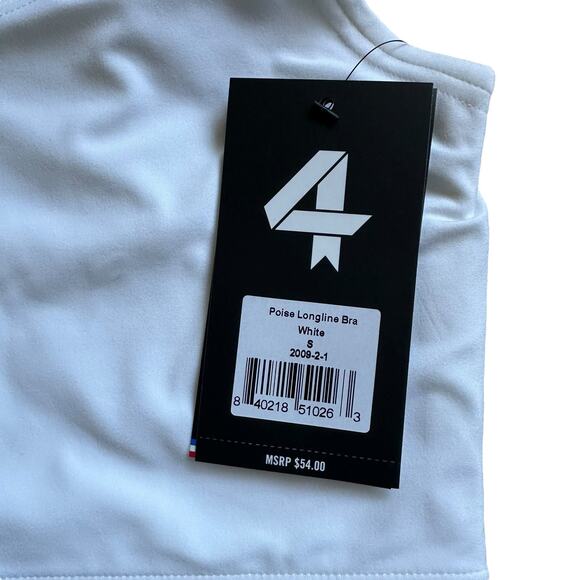 4
Poise Longline Bra
White
S
2009-2-1
8 40218 51026 3
MSRP $54.00